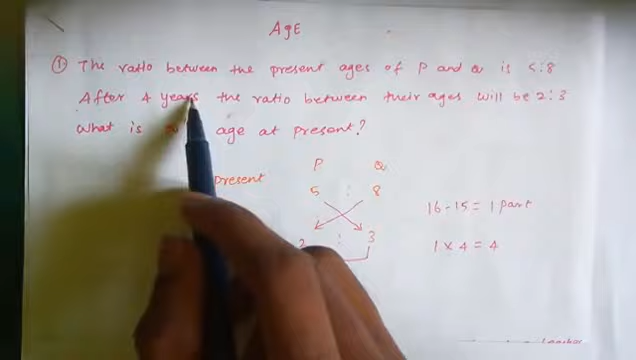 AgE
① The ratio between the present ages of P and Q is 5:8
After 4 years the ratio between their ages will be 2:3
What is age at present?
P Q
present 5 : 8
16-15 = 1 part
2 : 3
1 x 4 = 4